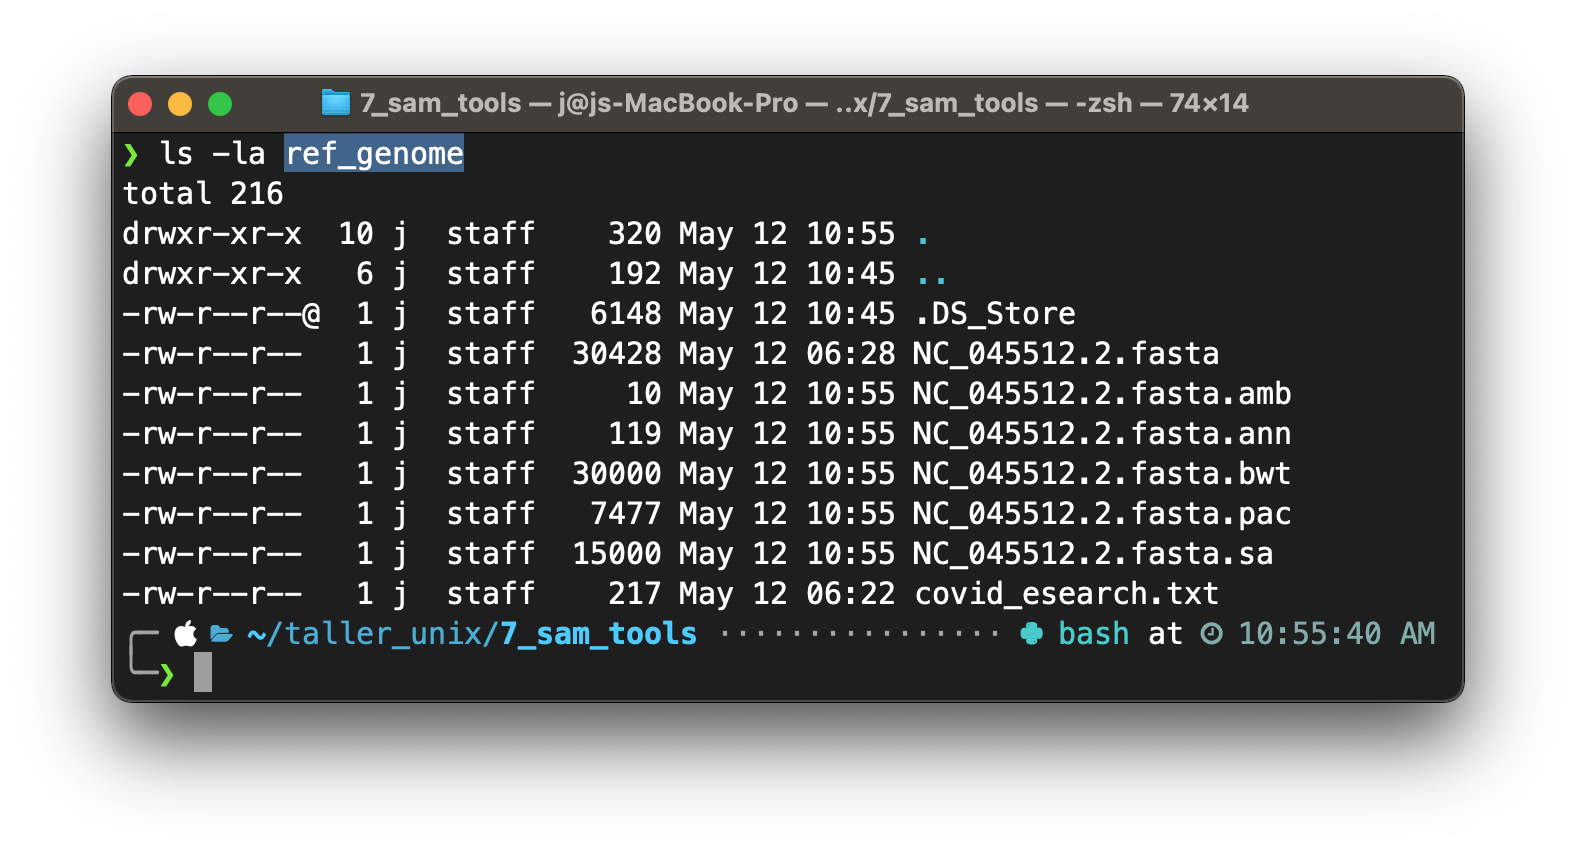 7_sam_tools — j@js-MacBook-Pro — ..x/7_sam_tools — -zsh — 74×14
❯ ls -la ref_genome
total 216
drwxr-xr-x  10 j  staff    320 May 12 10:55 .
drwxr-xr-x   6 j  staff    192 May 12 10:45 ..
-rw-r--r--@  1 j  staff   6148 May 12 10:45 .DS_Store
-rw-r--r--   1 j  staff  30428 May 12 06:28 NC_045512.2.fasta
-rw-r--r--   1 j  staff     10 May 12 10:55 NC_045512.2.fasta.amb
-rw-r--r--   1 j  staff    119 May 12 10:55 NC_045512.2.fasta.ann
-rw-r--r--   1 j  staff  30000 May 12 10:55 NC_045512.2.fasta.bwt
-rw-r--r--   1 j  staff   7477 May 12 10:55 NC_045512.2.fasta.pac
-rw-r--r--   1 j  staff  15000 May 12 10:55 NC_045512.2.fasta.sa
-rw-r--r--   1 j  staff    217 May 12 06:22 covid_esearch.txt
~/taller_unix/7_sam_tools ················ bash at 10:55:40 AM
❯